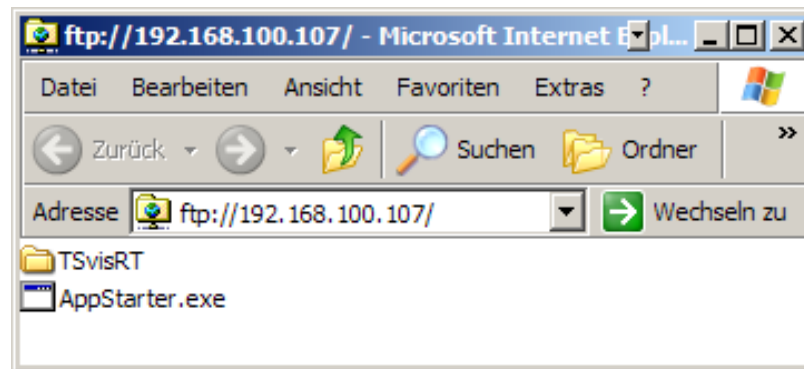 ftp://192.168.100.107/ - Microsoft Internet
Datei Bearbeiten Ansicht Favoriten Extras ?
Zurück Suchen Ordner »
Adresse ftp://192.168.100.107/ Wechseln zu
TSvisRT
AppStarter.exe